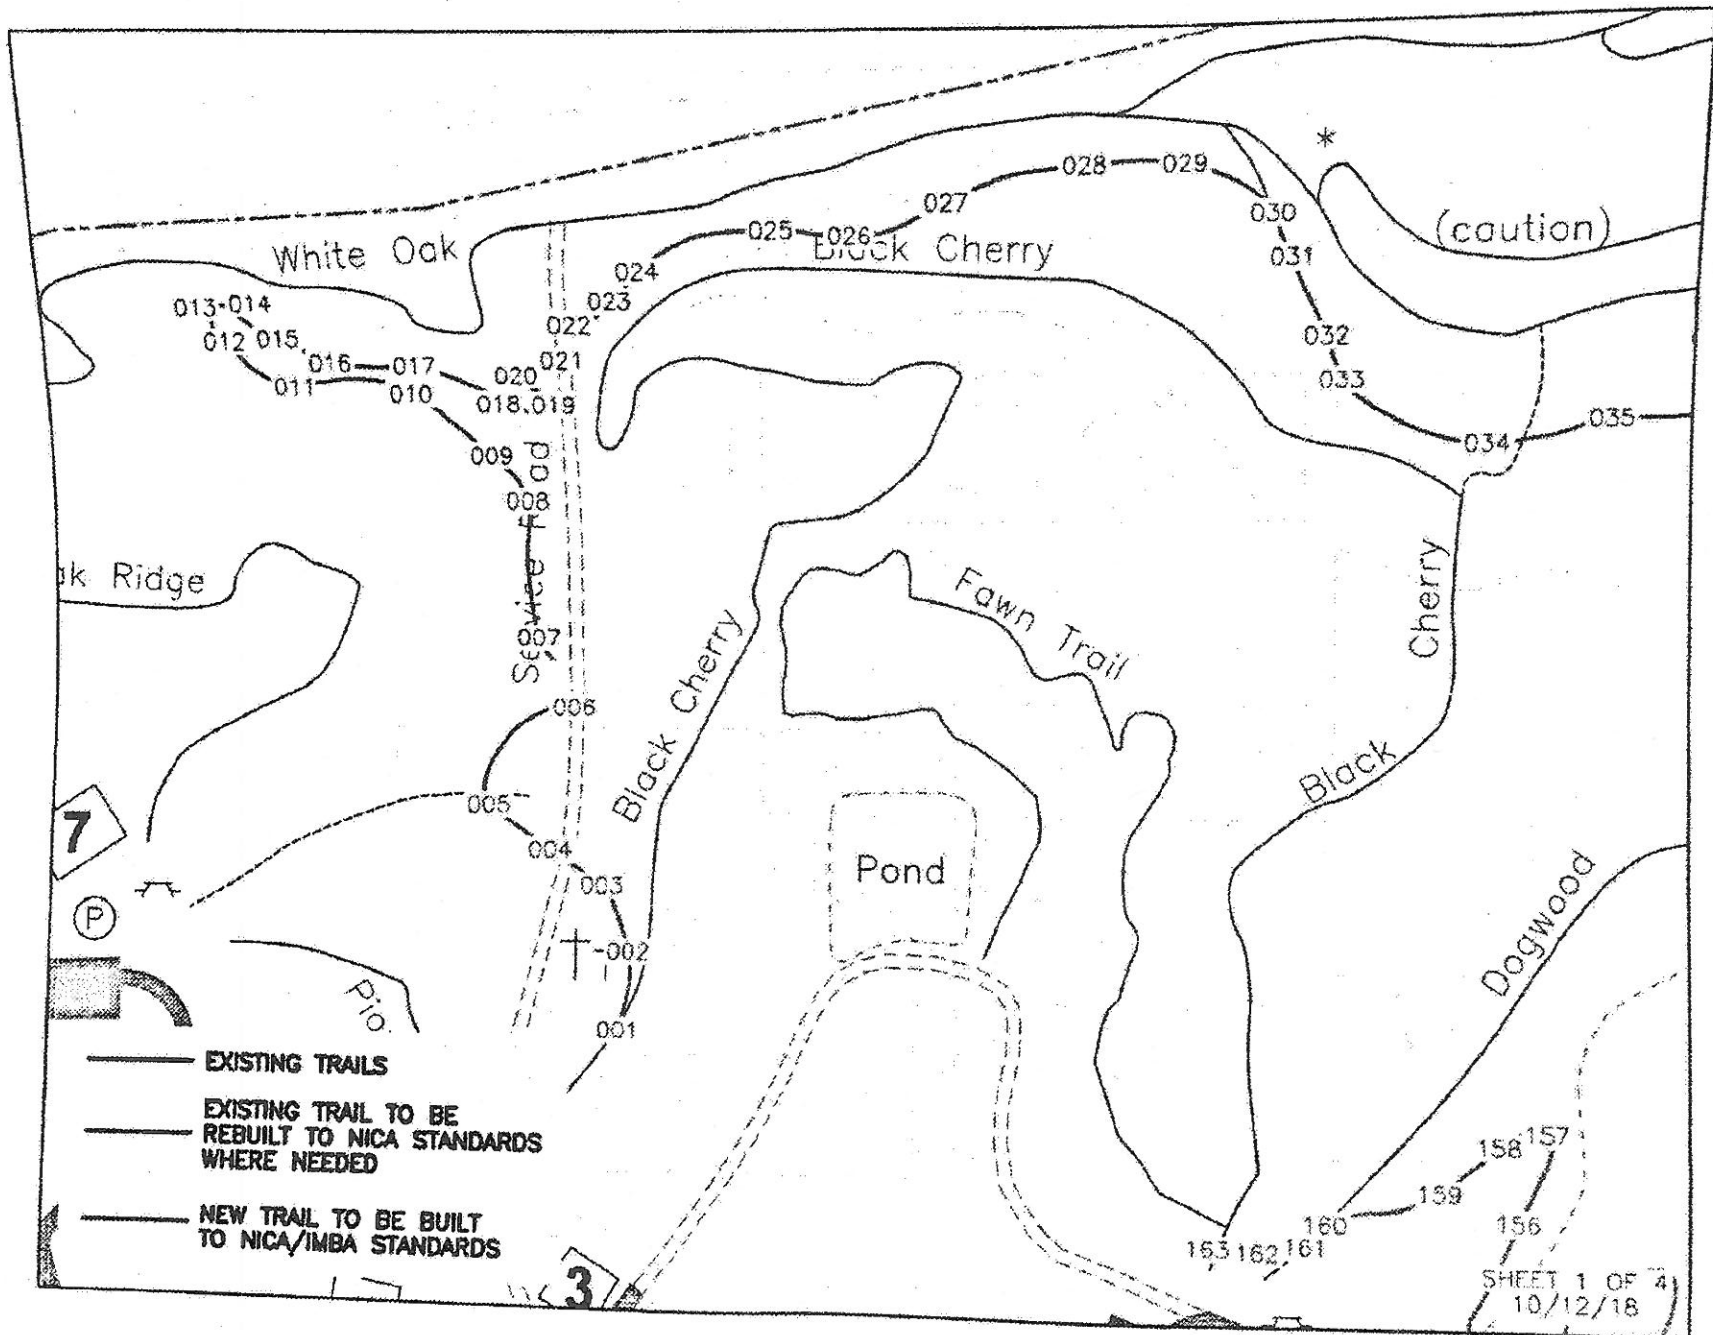 *
028 029
027
030
025 026
White Oak
Black Cherry
(caution)
031
024
023
013 014
022
012 015
032
016 017
021
020
011
010
018 019
033
035
034
009
008
Service Road
Ridge
Cherry
Fawn Trail
007
006
Black Cherry
Black
005
7
004
Pond
003
P
002
Dogwood
Pio
001
EXISTING TRAILS
EXISTING TRAIL TO BE
REBUILT TO NICA STANDARDS
WHERE NEEDED
NEW TRAIL TO BE BUILT
TO NICA/IMBA STANDARDS
158 157
159
160
156
163 162 161
3
SHEET 1 OF 4
10/12/18